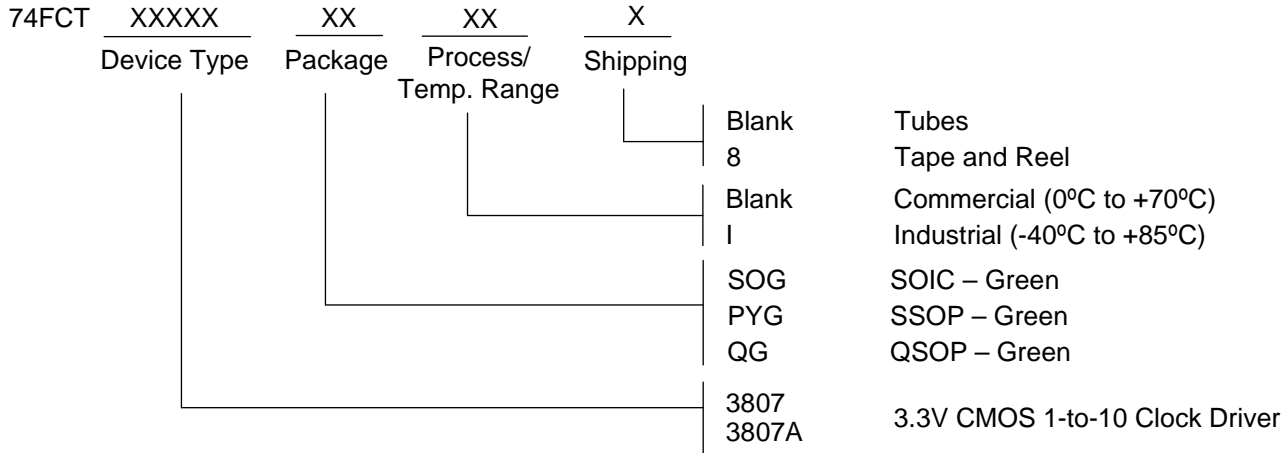 74FCT XXXXX XX XX X
Device Type Package Process/ Shipping
Temp. Range
Blank Tubes
8 Tape and Reel
Blank Commercial (0ºC to +70ºC)
I Industrial (-40ºC to +85ºC)
SOG SOIC – Green
PYG SSOP – Green
QG QSOP – Green
3807
3807A 3.3V CMOS 1-to-10 Clock Driver